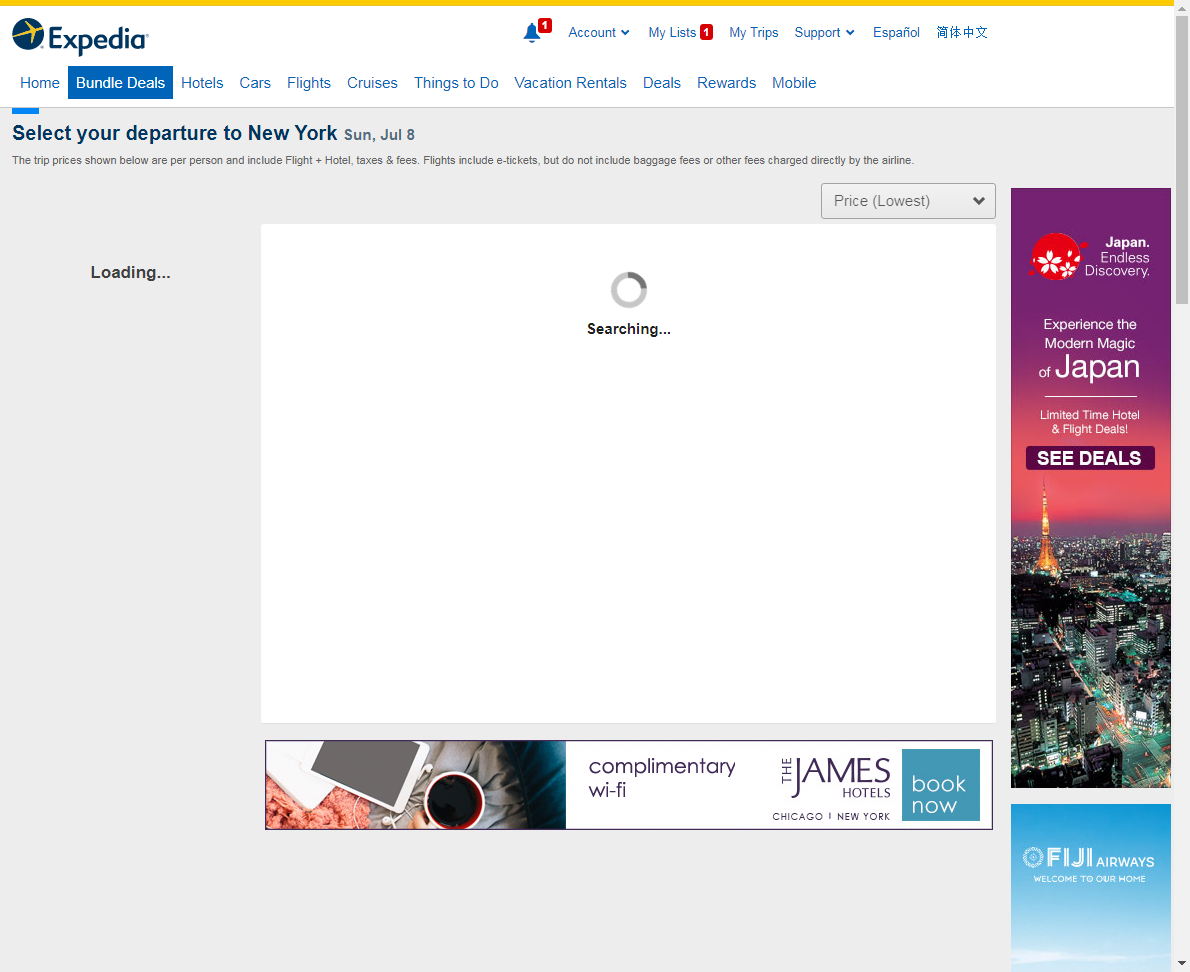 Expedia
1
Account
My Lists 1
My Trips
Support
Español
简体中文
Home
Bundle Deals
Hotels
Cars
Flights
Cruises
Things to Do
Vacation Rentals
Deals
Rewards
Mobile
Select your departure to New York Sun, Jul 8
The trip prices shown below are per person and include Flight + Hotel, taxes & fees. Flights include e-tickets, but do not include baggage fees or other fees charged directly by the airline.
Price (Lowest)
Loading...
Searching...
Japan.
Endless
Discovery.
Experience the
Modern Magic
of Japan
Limited Time Hotel
& Flight Deals!
SEE DEALS
complimentary
wi-fi
THE JAMES
HOTELS
CHICAGO | NEW YORK
book
now
FIJI AIRWAYS
WELCOME TO OUR HOME